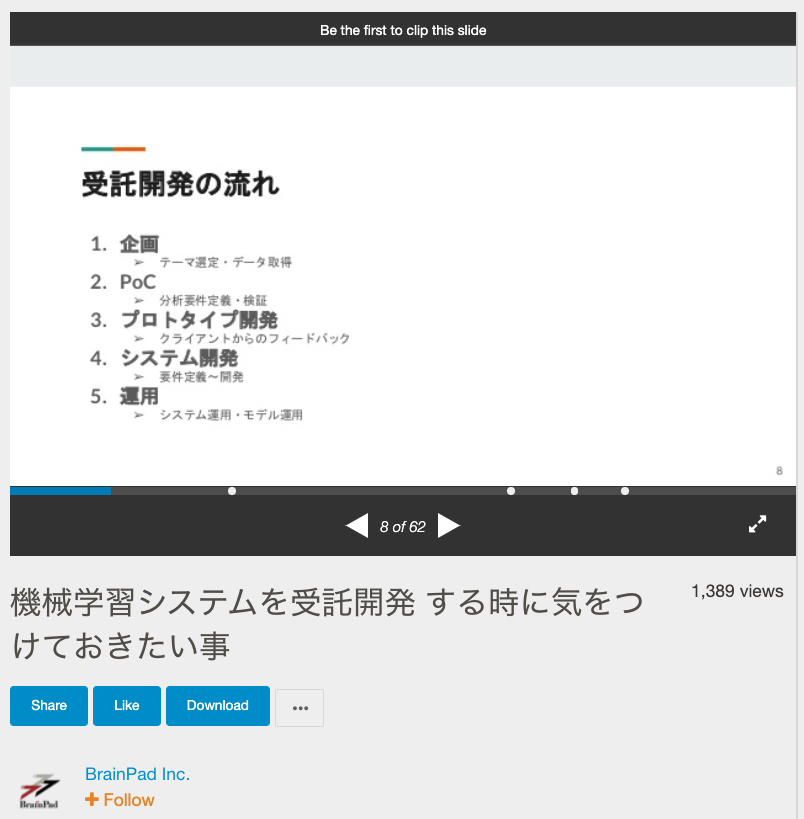 Be the first to clip this slide
受託開発の流れ
1. 企画
➢ テーマ選定・データ取得
2. PoC
➢ 分析要件定義・検証
3. プロトタイプ開発
➢ クライアントからのフィードバック
4. システム開発
➢ 要件定義〜開発
5. 運用
➢ システム運用・モデル運用
8
8 of 62
機械学習システムを受託開発 する時に気をつ
けておきたい事
1,389 views
Share Like Download ...
BrainPad Inc.
BrainPad
+ Follow